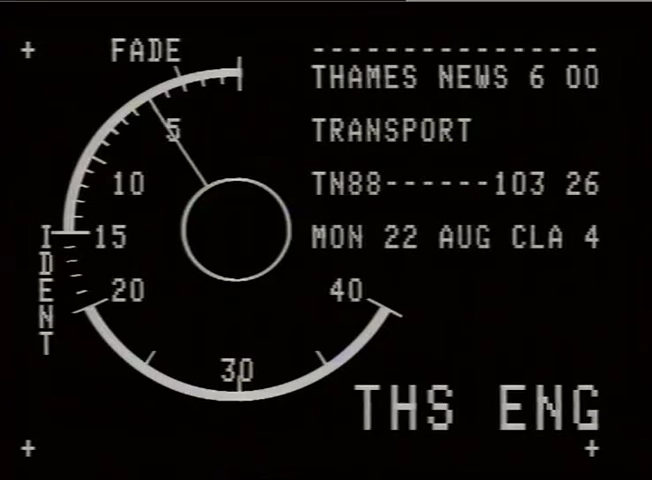 FADE
----------------
THAMES NEWS 6 00
5
TRANSPORT
10
TN88------103 26
IDENT
15
MON 22 AUG CLA 4
20
40
30
THS ENG